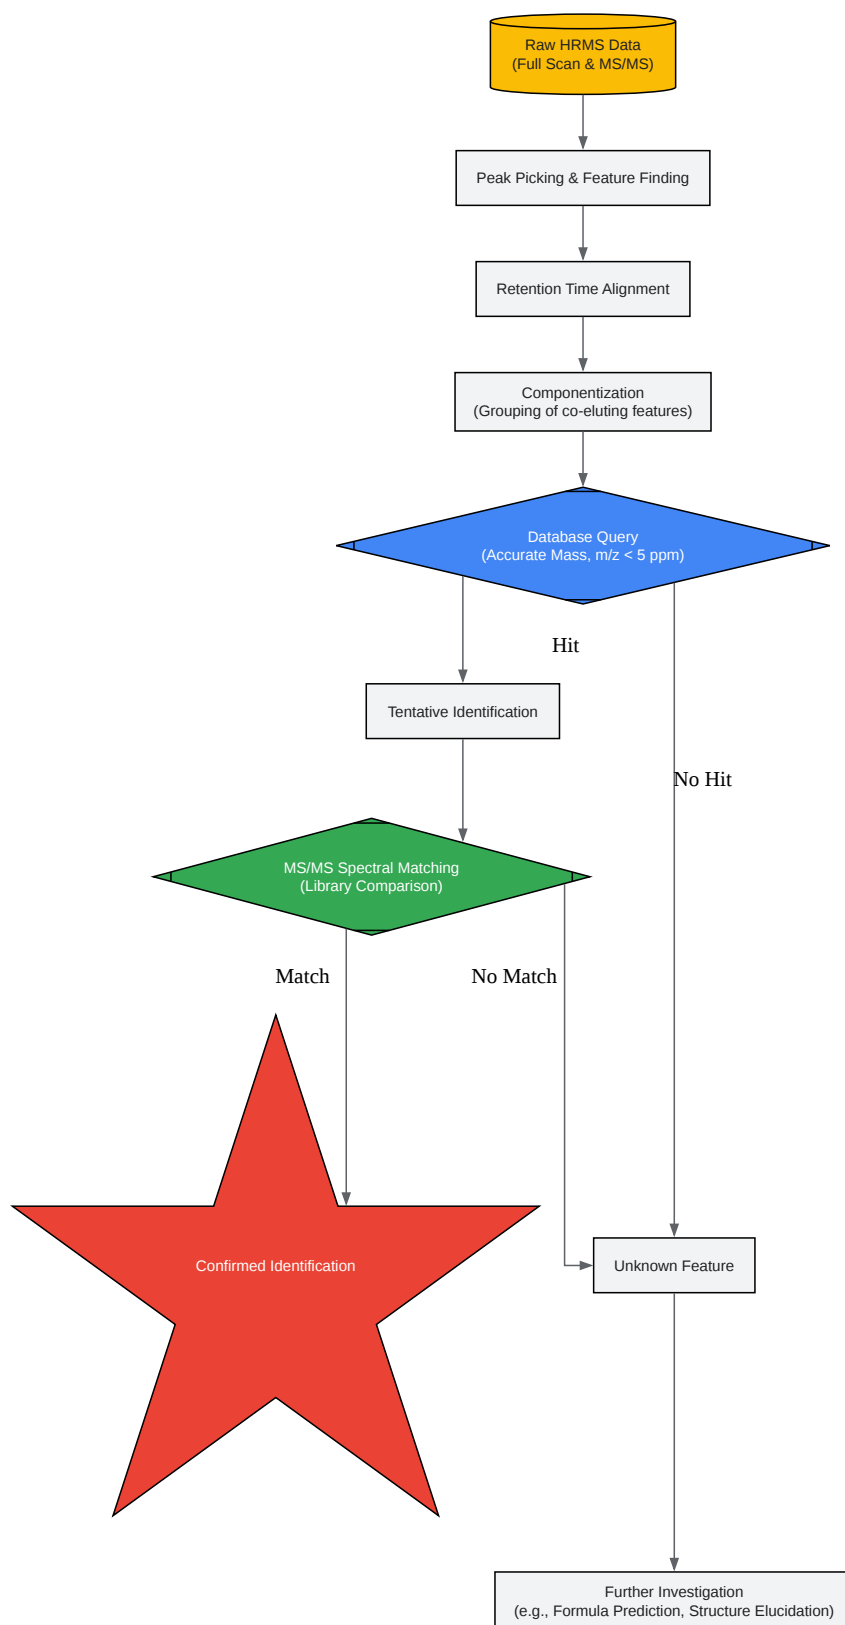 Raw HRMS Data
(Full Scan & MS/MS)
Peak Picking & Feature Finding
Retention Time Alignment
Componentization
(Grouping of co-eluting features)
Database Query
(Accurate Mass, m/z < 5 ppm)
Hit
Tentative Identification
No Hit
MS/MS Spectral Matching
(Library Comparison)
Match
No Match
Confirmed Identification
Unknown Feature
Further Investigation
(e.g., Formula Prediction, Structure Elucidation)